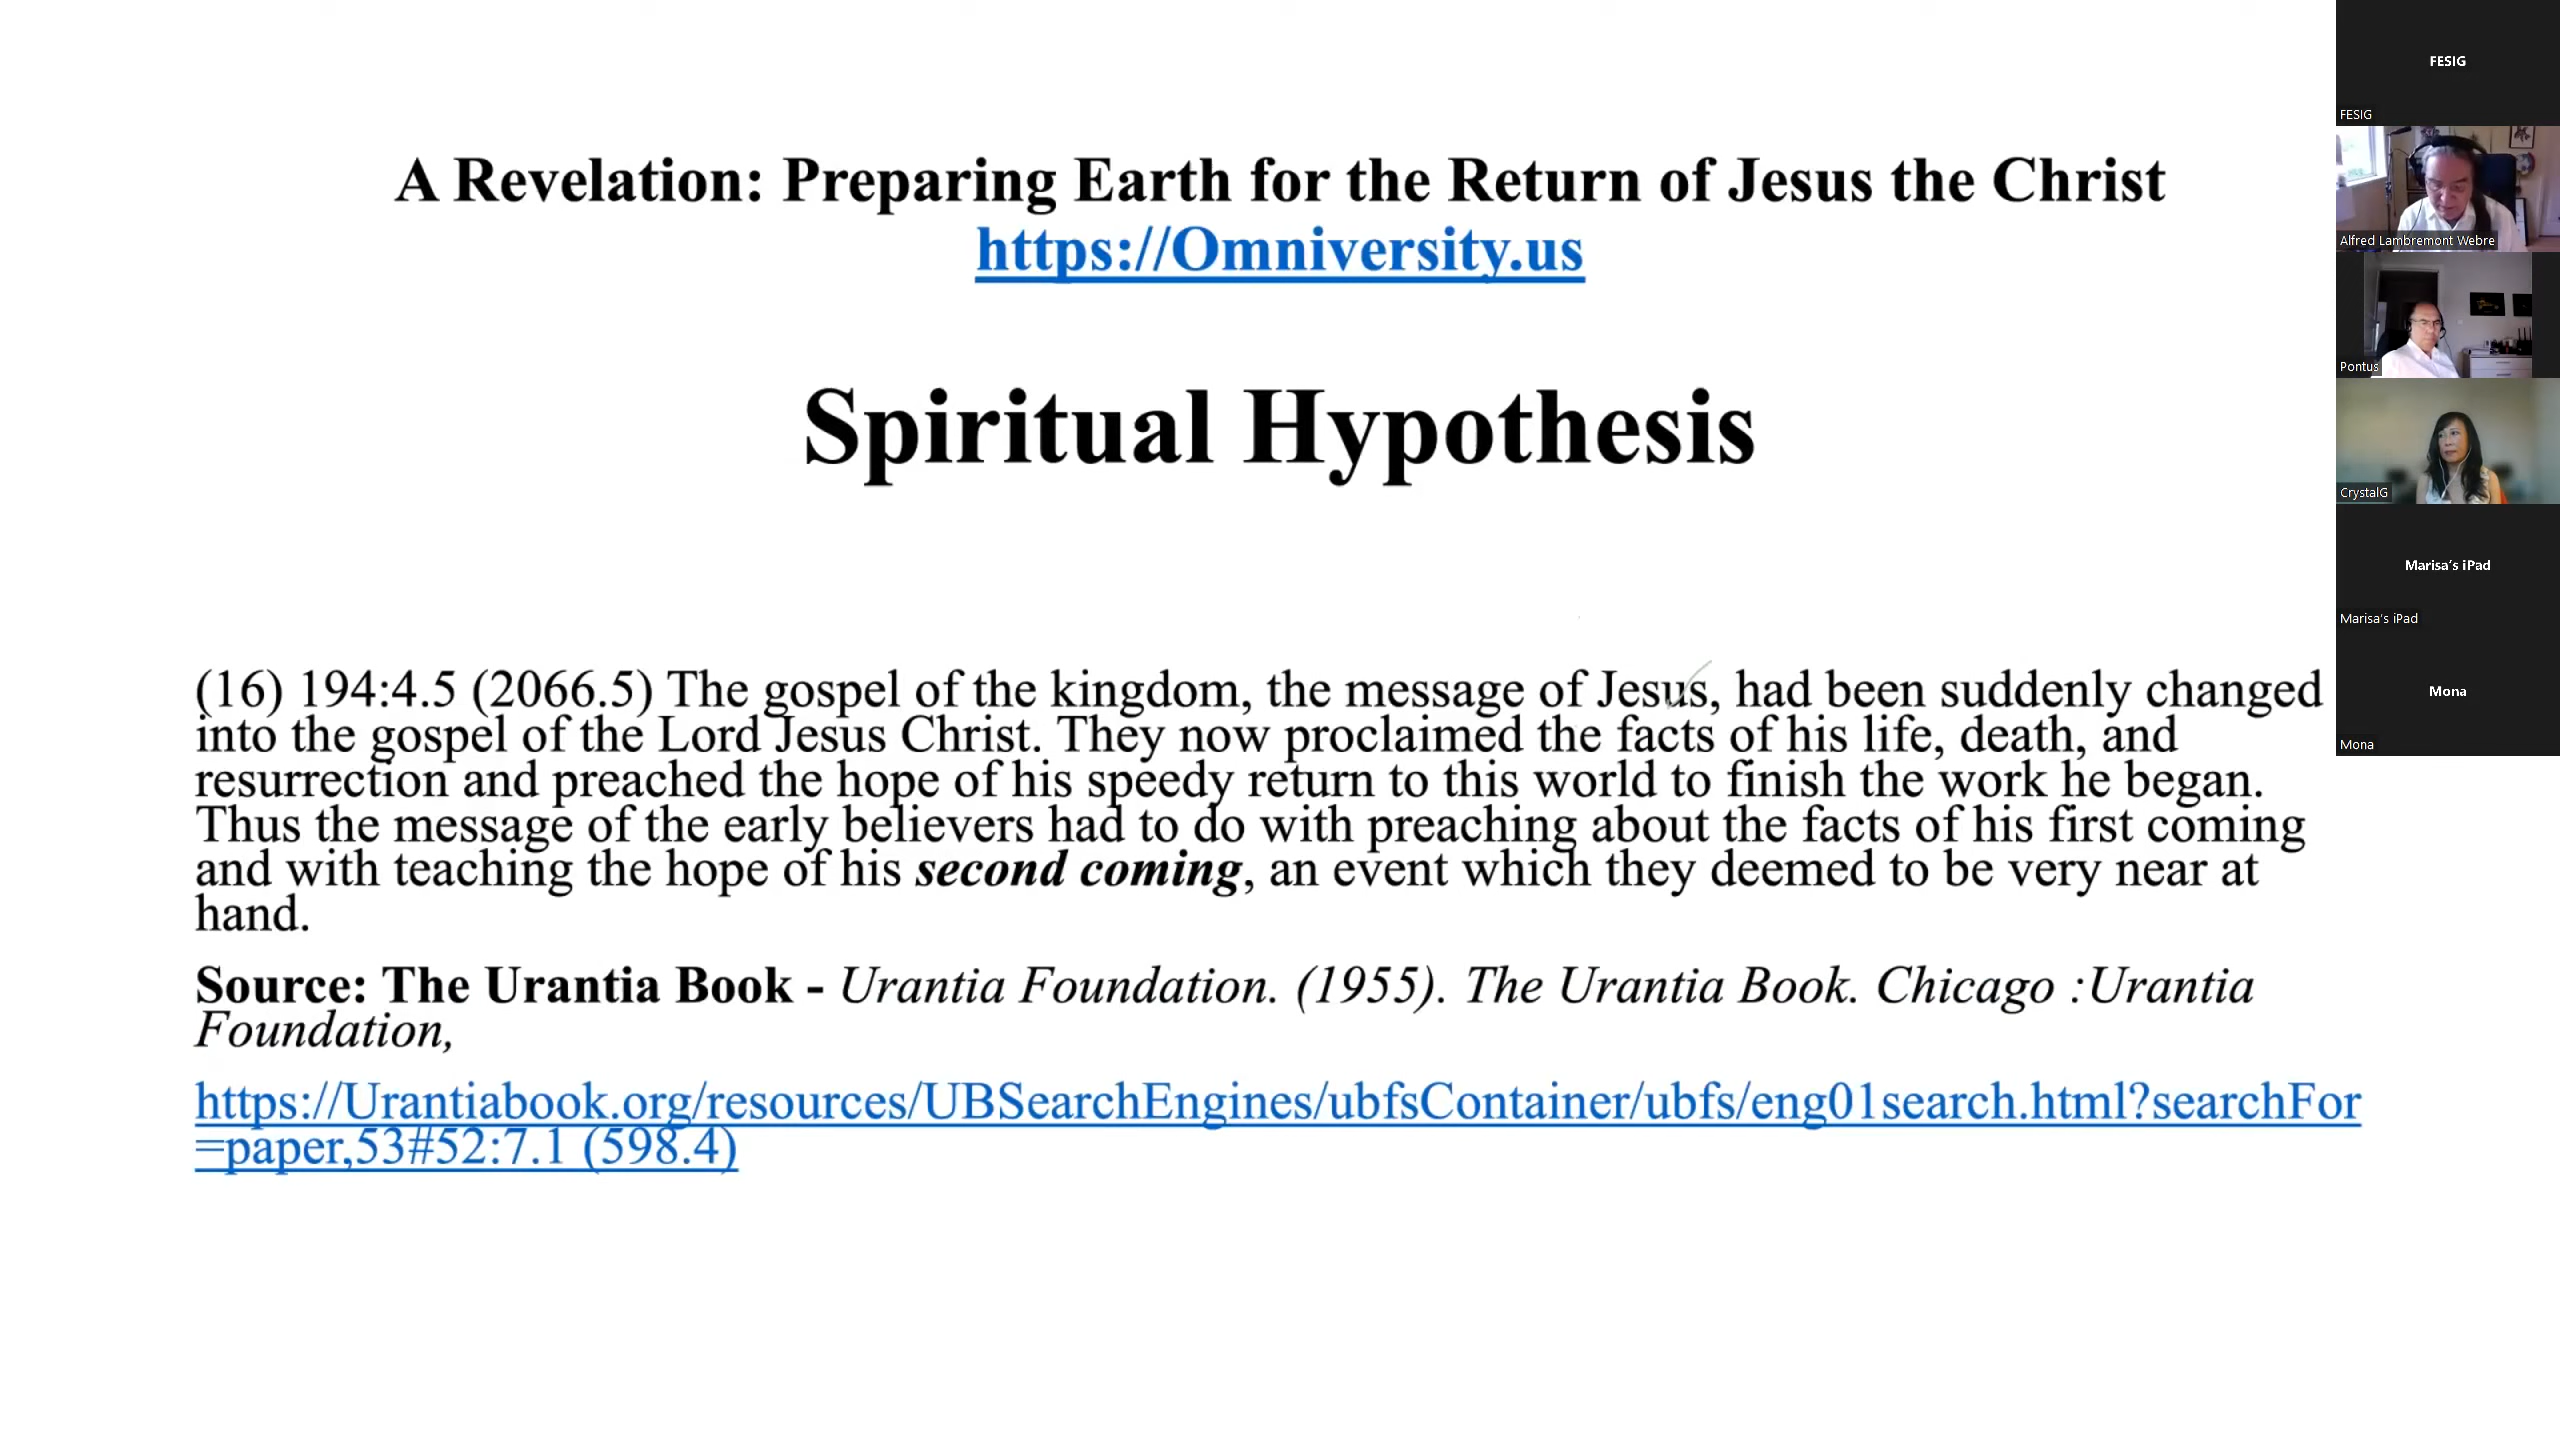 A Revelation: Preparing Earth for the Return of Jesus the Christ
https://Omniversity.us
Spiritual Hypothesis
(16) 194:4.5 (2066.5) The gospel of the kingdom, the message of Jesus, had been suddenly changed
into the gospel of the Lord Jesus Christ. They now proclaimed the facts of his life, death, and
resurrection and preached the hope of his speedy return to this world to finish the work he began.
Thus the message of the early believers had to do with preaching about the facts of his first coming
and with teaching the hope of his second coming, an event which they deemed to be very near at
hand.
Source: The Urantia Book - Urantia Foundation. (1955). The Urantia Book. Chicago :Urantia
Foundation,
https://Urantiabook.org/resources/UBSearchEngines/ubfsContainer/ubfs/eng01search.html?searchFor
=paper,53#52:7.1 (598.4)
FESIG
FESIG
Alfred Lambremont Webre
Pontus
CrystalG
Marisa's iPad
Marisa's iPad
Mona
Mona